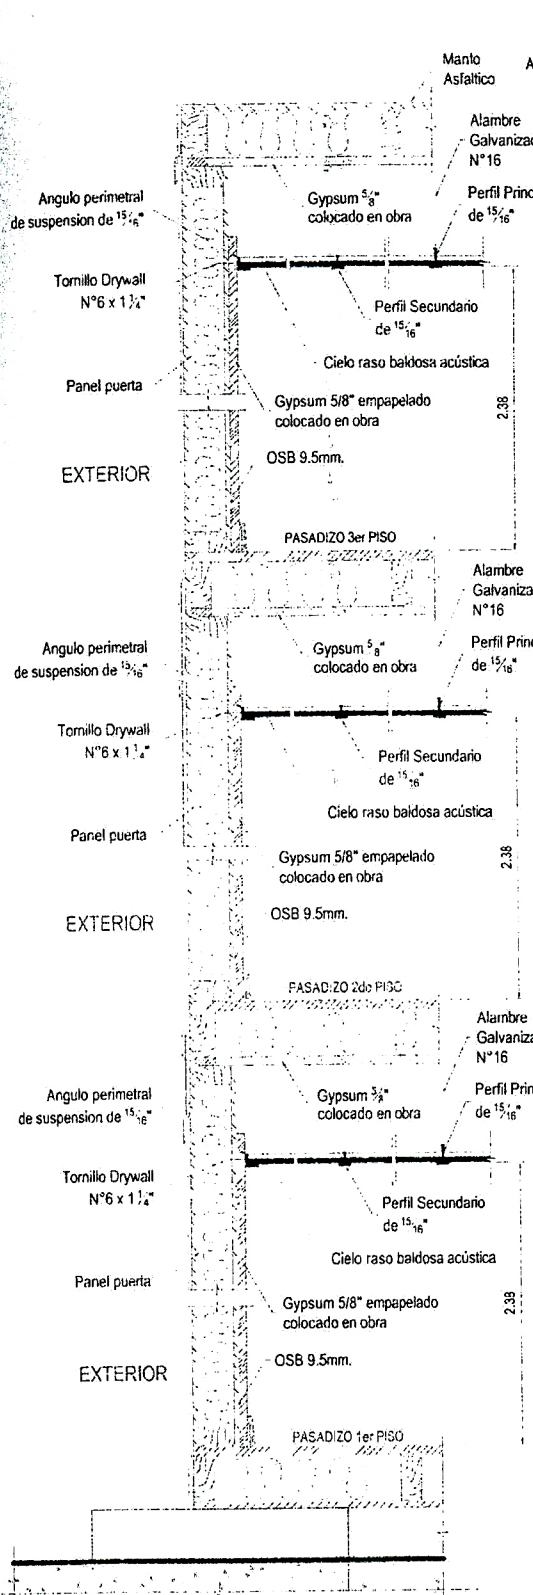 Manto
Asfaltico
A
Alambre
Galvaniza
N°16
Angulo perimetral
de suspension de 15/16"
Gypsum 5/8"
colocado en obra
Perfil Princ
de 15/16"
Tornillo Drywall
N°6 x 1 1/4"
Perfil Secundario
de 15/16"
Cielo raso baldosa acústica
Panel puerta
Gypsum 5/8" empapelado
colocado en obra
2.38
OSB 9.5mm.
EXTERIOR
PASADIZO 3er PISO
Alambre
Galvaniza
N°16
Angulo perimetral
de suspension de 15/16"
Gypsum 5/8"
colocado en obra
Perfil Princ
de 15/16"
Tornillo Drywall
N°6 x 1 1/4"
Perfil Secundario
de 15/16"
Cielo raso baldosa acústica
Panel puerta
Gypsum 5/8" empapelado
colocado en obra
2.38
OSB 9.5mm.
EXTERIOR
PASADIZO 2do PISO
Alambre
Galvaniza
N°16
Angulo perimetral
de suspension de 15/16"
Gypsum 5/8"
colocado en obra
Perfil Prin
de 15/16"
Tornillo Drywall
N°6 x 1 1/4"
Perfil Secundario
de 15/16"
Cielo raso baldosa acústica
Panel puerta
Gypsum 5/8" empapelado
colocado en obra
2.38
OSB 9.5mm.
EXTERIOR
PASADIZO 1er PISO